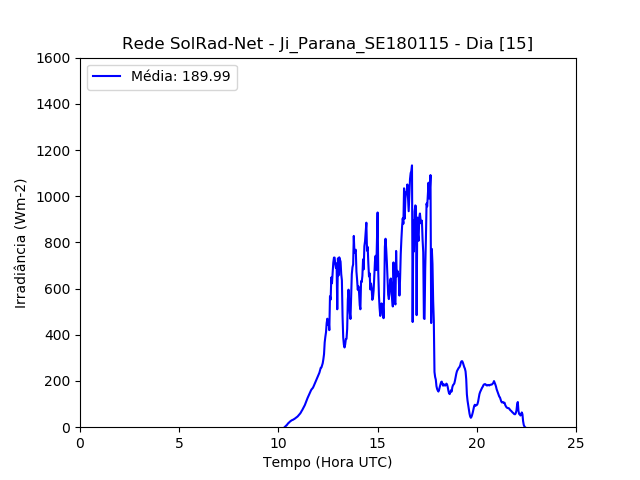 Rede SolRad-Net - Ji_Parana_SE180115 - Dia [15]
Média: 189.99
Irradiância (Wm-2)
1600
1400
1200
1000
800
600
400
200
0
0 5 10 15 20 25
Tempo (Hora UTC)